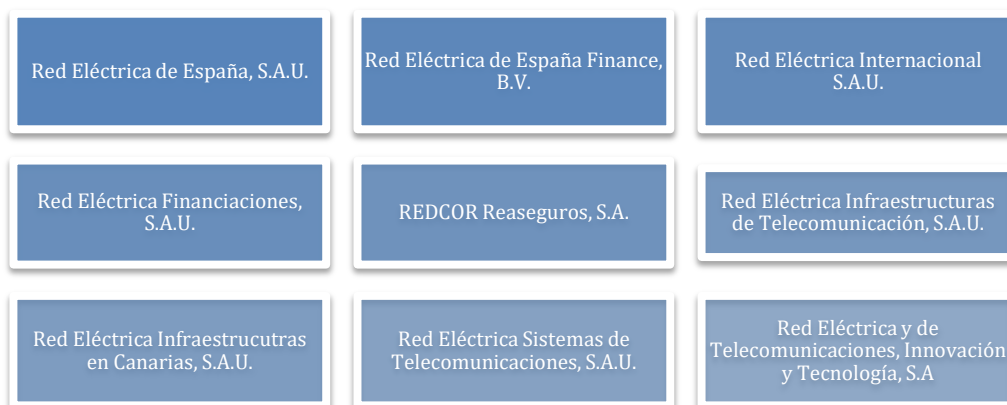 Red Eléctrica de España, S.A.U.
Red Eléctrica de España Finance,
B.V.
Red Eléctrica Internacional
S.A.U.
Red Eléctrica Financiaciones,
S.A.U.
REDCOR Reaseguros, S.A.
Red Eléctrica Infraestructuras
de Telecomunicación, S.A.U.
Red Eléctrica Infraestrucutras
en Canarias, S.A.U.
Red Eléctrica Sistemas de
Telecomunicaciones, S.A.U.
Red Eléctrica y de
Telecomunicaciones, Innovación
y Tecnología, S.A